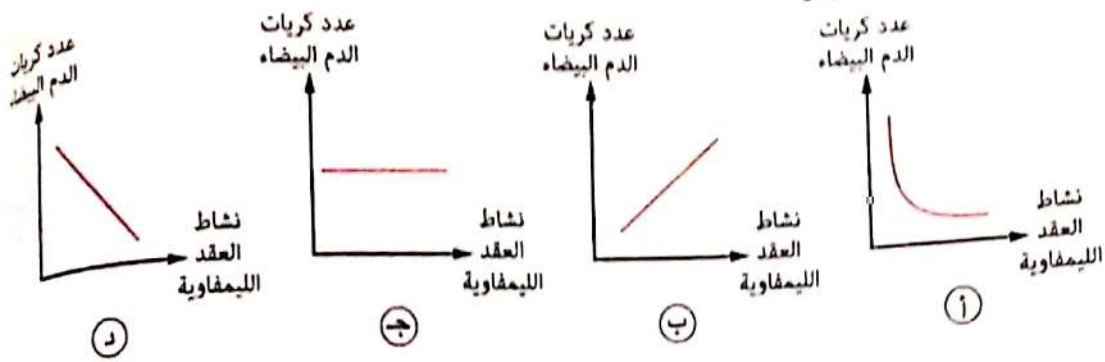 عدد كريات
الدم البيضاء
نشاط
العقد
الليمفاوية
أ
عدد كريات
الدم البيضاء
نشاط
العقد
الليمفاوية
ب
عدد كريات
الدم البيضاء
نشاط
العقد
الليمفاوية
جـ
عدد كريات
الدم البيضاء
نشاط
العقد
الليمفاوية
د